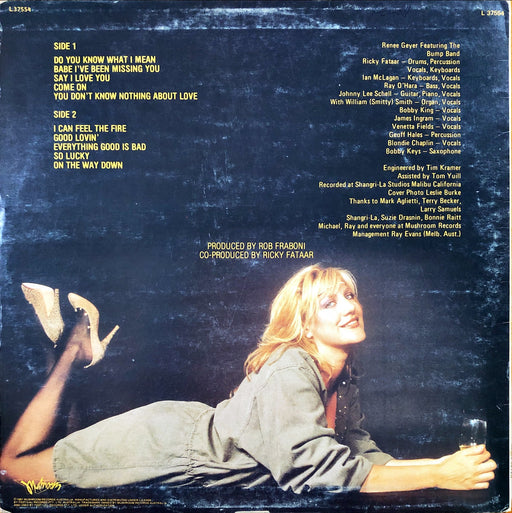 L 37554
L 37554
SIDE 1
DO YOU KNOW WHAT I MEAN
BABE I'VE BEEN MISSING YOU
SAY I LOVE YOU
COME ON
YOU DON'T KNOW NOTHING ABOUT LOVE
SIDE 2
I CAN FEEL THE FIRE
GOOD LOVIN'
EVERYTHING GOOD IS BAD
SO LUCKY
ON THE WAY DOWN
Renee Geyer Featuring The
Bump Band
Ricky Fataar – Drums, Percussion
Vocals, Keyboards
Ian McLagan – Keyboards, Vocals
Ray O'Hara – Bass, Vocals
Johnny Lee Schell – Guitar, Piano, Vocals
With William (Smitty) Smith – Organ, Vocals
Bobby King – Vocals
James Ingram – Vocals
Venetta Fields – Vocals
Geoff Hales – Percussion
Blondie Chaplin – Vocals
Bobby Keys – Saxophone
Engineered by Tim Kramer
Assisted by Tom Yuill
Recorded at Shangri-La Studios Malibu California
Cover Photo Leslie Burke
Thanks to Mark Aglietti, Terry Becker,
Larry Samuels
Shangri-La, Suzie Drasnin, Bonnie Raitt
Michael, Ray and everyone at Mushroom Records
Management Ray Evans (Melb. Aust.)
PRODUCED BY ROB FRABONI
CO-PRODUCED BY RICKY FATAAR
Mushroom